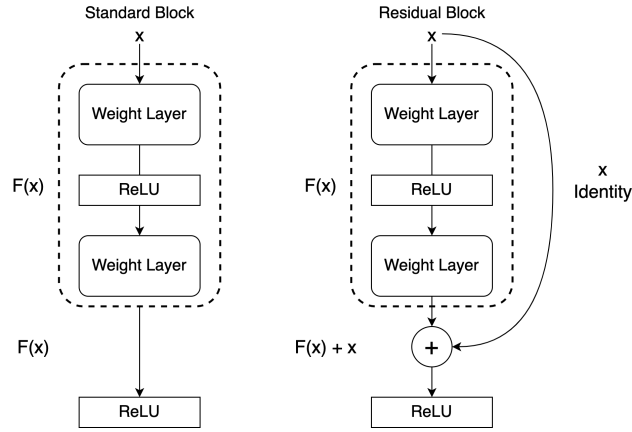 Standard Block
x
Weight Layer
F(x)
ReLU
Weight Layer
F(x)
ReLU
Residual Block
x
Weight Layer
F(x)
ReLU
Weight Layer
x
Identity
F(x) + x
+
ReLU